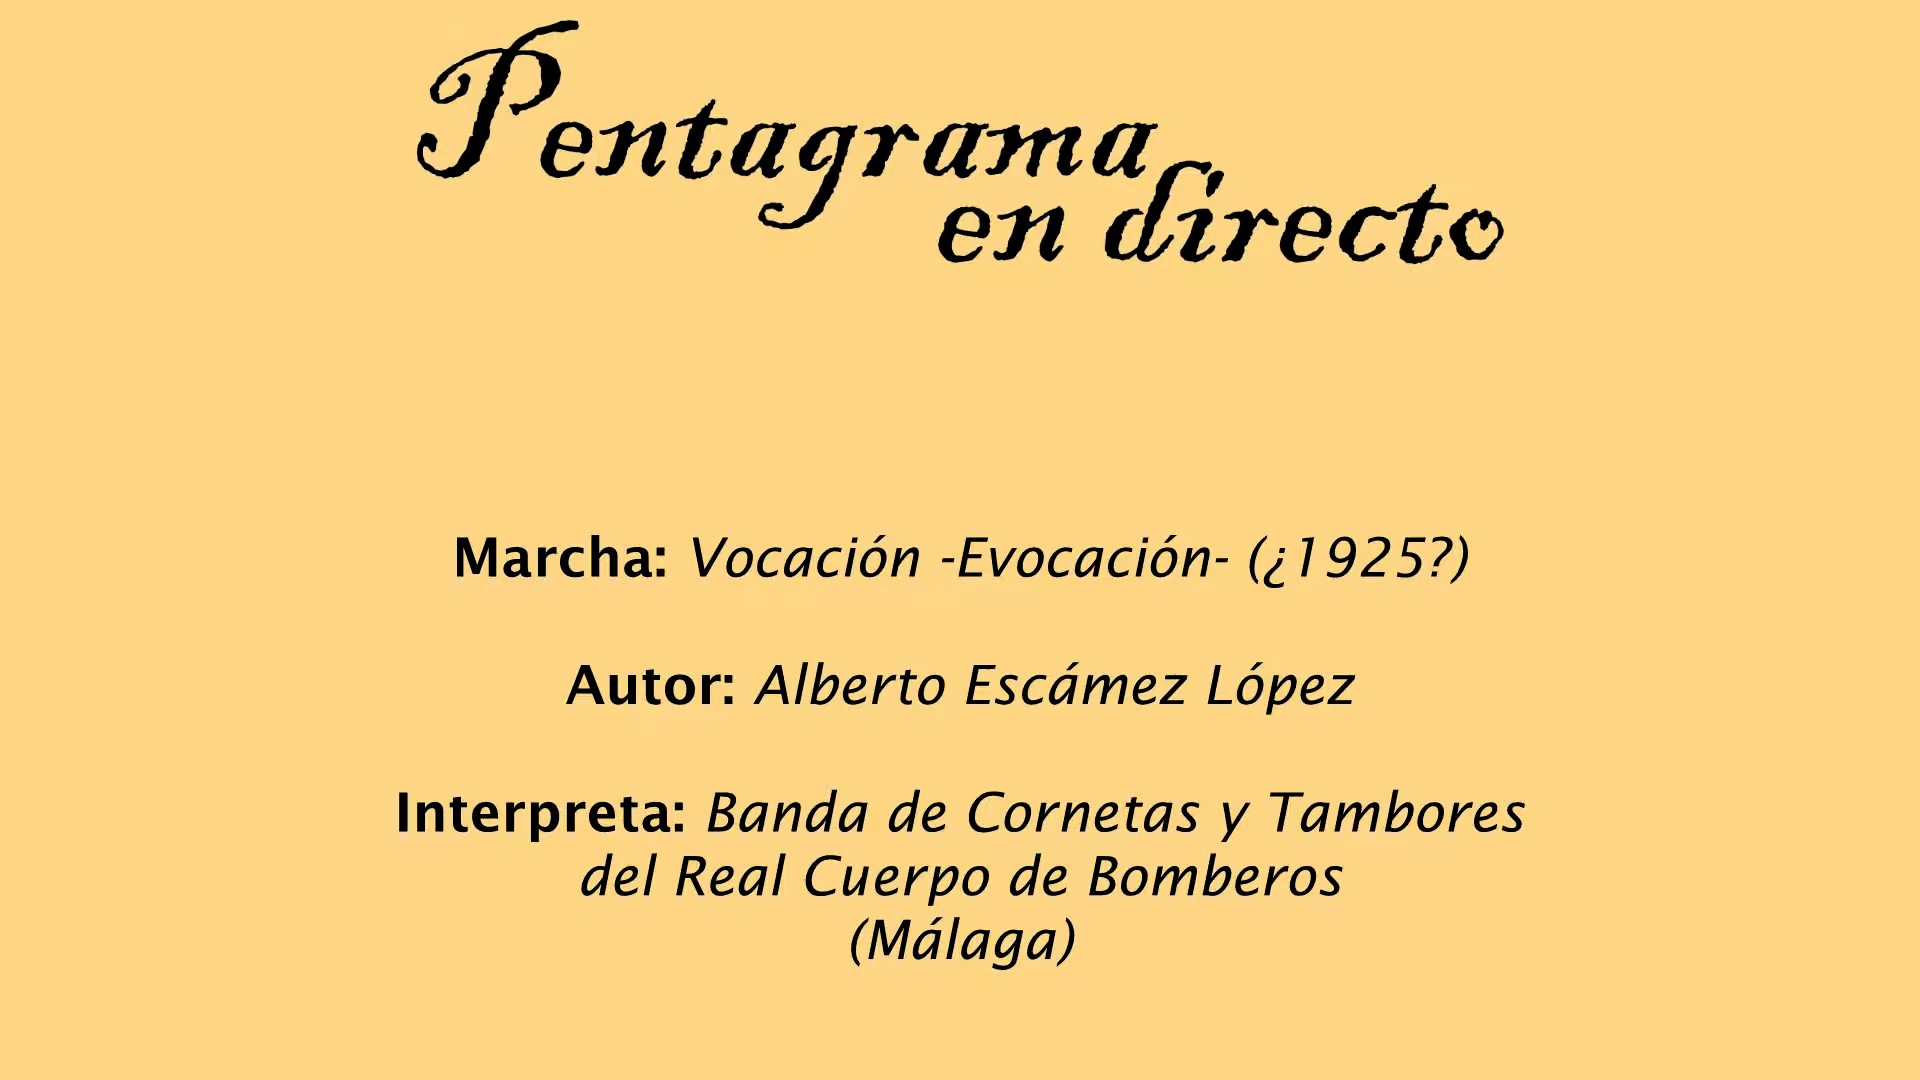 Pentagrama
en directo
Marcha: Vocación -Evocación- (¿1925?)
Autor: Alberto Escámez López
Interpreta: Banda de Cornetas y Tambores
del Real Cuerpo de Bomberos
(Málaga)